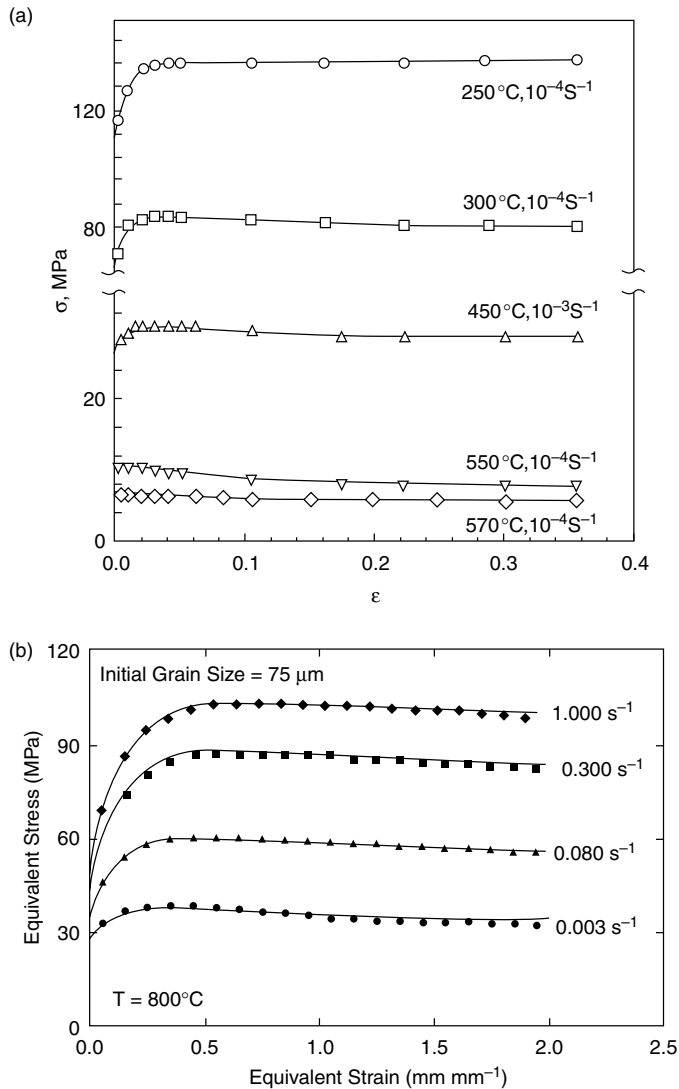 (a)
120
80
20
0
σ, MPa
250°C,10⁻⁴S⁻¹
300°C,10⁻⁴S⁻¹
450°C,10⁻³S⁻¹
550°C,10⁻⁴S⁻¹
570°C,10⁻⁴S⁻¹
0.0 0.1 0.2 0.3 0.4
ε
(b)
120
90
60
30
0
Equivalent Stress (MPa)
Initial Grain Size = 75 μm
1.000 s⁻¹
0.300 s⁻¹
0.080 s⁻¹
0.003 s⁻¹
T = 800°C
0.0 0.5 1.0 1.5 2.0 2.5
Equivalent Strain (mm mm⁻¹)